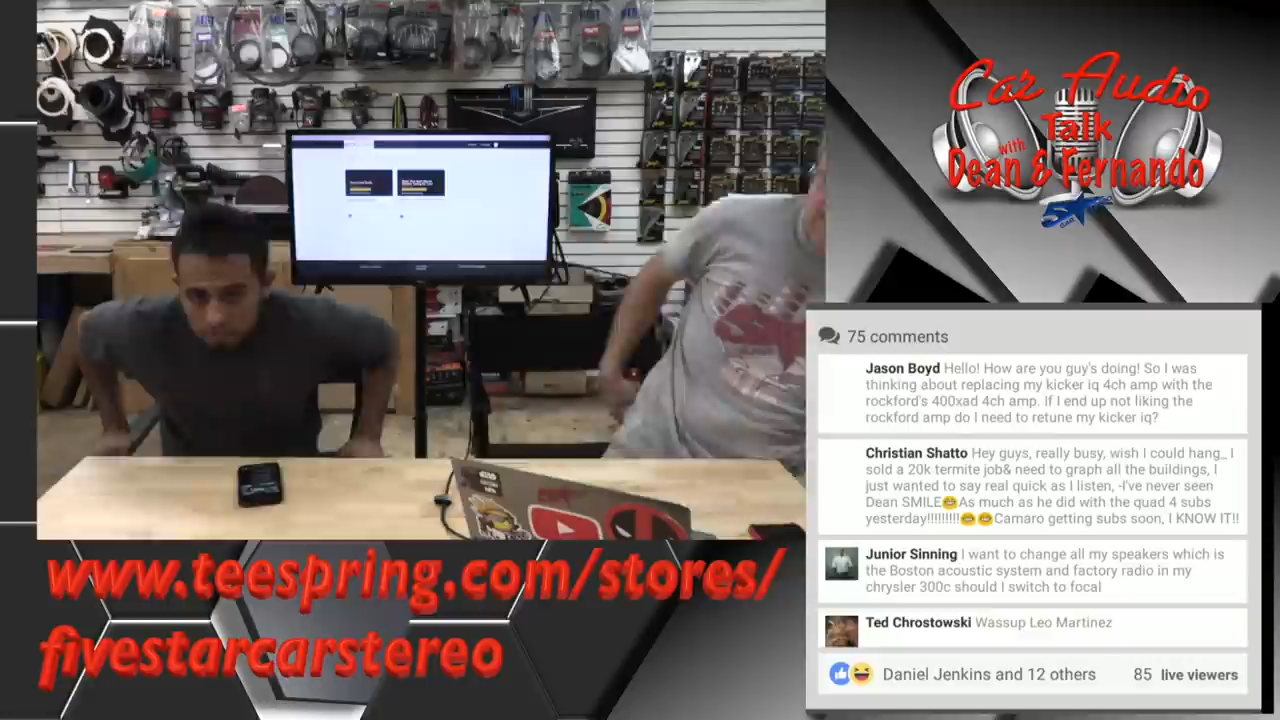 Car Audio
Talk
with
Dean & Fernando
5
75 comments
Jason Boyd Hello! How are you guy's doing! So I was
thinking about replacing my kicker iq 4ch amp with the
rockford's 400xad 4ch amp. If I end up not liking the
rockford amp do I need to retune my kicker iq?
Christian Shatto Hey guys, really busy, wish I could hang_ I
sold a 20k termite job& need to graph all the buildings, I
just wanted to say real quick as I listen, -I've never seen
Dean SMILE😁As much as he did with the quad 4 subs
yesterday!!!!!!!!!😁😁Camaro getting subs soon, I KNOW IT!!
Junior Sinning I want to change all my speakers which is
the Boston acoustic system and factory radio in my
chrysler 300c should I switch to focal
Ted Chrostowski Wassup Leo Martinez
Daniel Jenkins and 12 others 85 live viewers
STAR
WARS
www.teespring.com/stores/
fivestarcarstereo